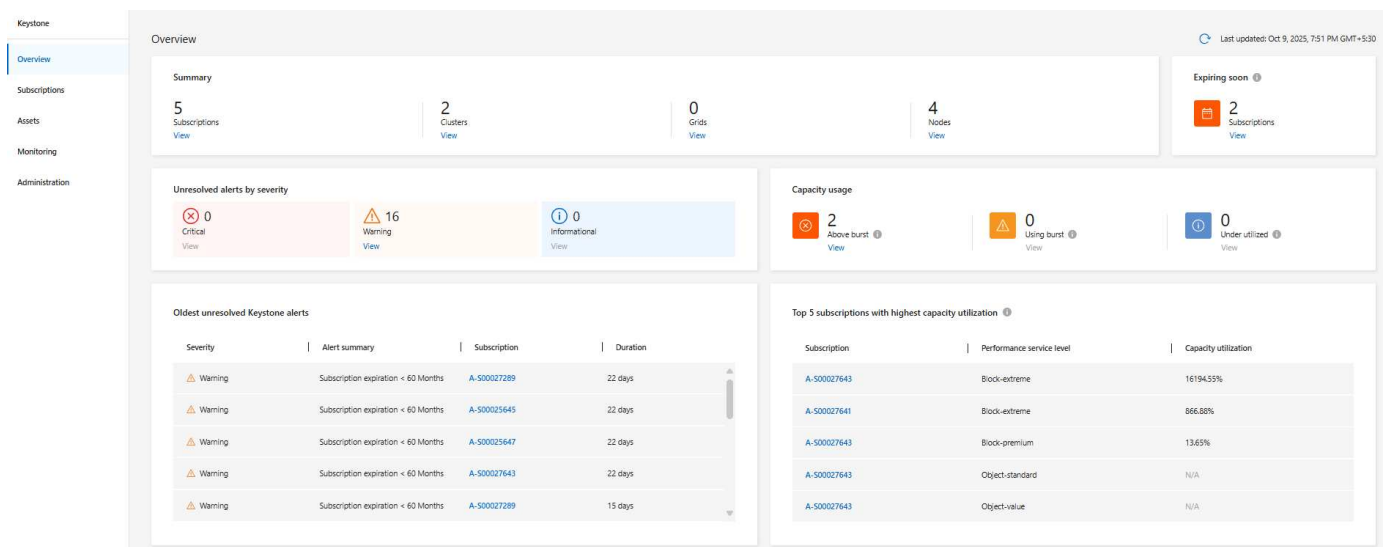 Keystone
Overview
Subscriptions
Assets
Monitoring
Administration
Overview
Last updated: Oct 9, 2025, 7:51 PM GMT+5:30
Summary
5
Subscriptions
View
2
Clusters
View
0
Grids
View
4
Nodes
View
Expiring soon
2
Subscriptions
View
Unresolved alerts by severity
0
Critical
View
16
Warning
View
0
Informational
View
Capacity usage
2
Above burst
View
0
Using burst
View
0
Under utilized
View
Oldest unresolved Keystone alerts
Severity Alert summary Subscription Duration
Warning Subscription expiration < 60 Months A-S00027289 22 days
Warning Subscription expiration < 60 Months A-S00025645 22 days
Warning Subscription expiration < 60 Months A-S00025647 22 days
Warning Subscription expiration < 60 Months A-S00027643 22 days
Warning Subscription expiration < 60 Months A-S00027289 15 days
Top 5 subscriptions with highest capacity utilization
Subscription Performance service level Capacity utilization
A-S00027643 Block-extreme 16194.55%
A-S00027641 Block-extreme 866.88%
A-S00027643 Block-premium 13.65%
A-S00027643 Object-standard N/A
A-S00027643 Object-value N/A